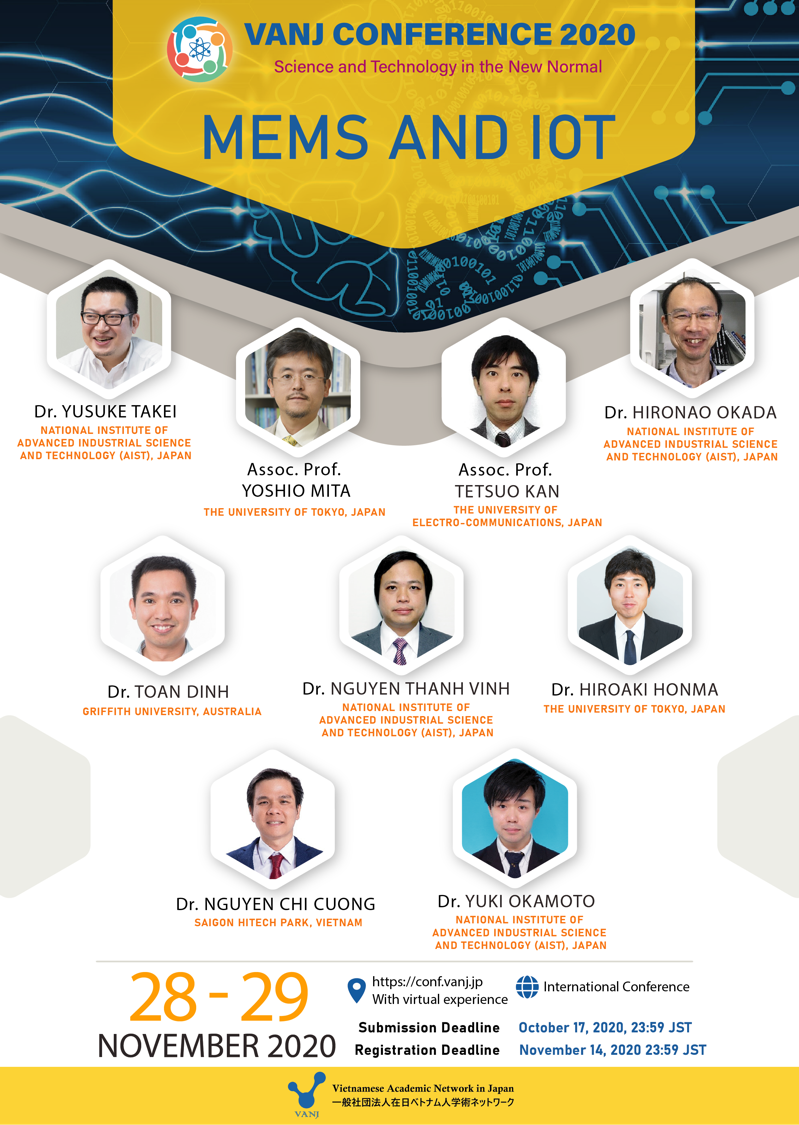 VANJ CONFERENCE 2020
Science and Technology in the New Normal
MEMS AND IOT
Dr. YUSUKE TAKEI
NATIONAL INSTITUTE OF
ADVANCED INDUSTRIAL SCIENCE
AND TECHNOLOGY (AIST), JAPAN
Assoc. Prof.
YOSHIO MITA
THE UNIVERSITY OF TOKYO, JAPAN
Assoc. Prof.
TETSUO KAN
THE UNIVERSITY OF
ELECTRO-COMMUNICATIONS, JAPAN
Dr. HIRONAO OKADA
NATIONAL INSTITUTE OF
ADVANCED INDUSTRIAL SCIENCE
AND TECHNOLOGY (AIST), JAPAN
Dr. TOAN DINH
GRIFFITH UNIVERSITY, AUSTRALIA
Dr. NGUYEN THANH VINH
NATIONAL INSTITUTE OF
ADVANCED INDUSTRIAL SCIENCE
AND TECHNOLOGY (AIST), JAPAN
Dr. HIROAKI HONMA
THE UNIVERSITY OF TOKYO, JAPAN
Dr. NGUYEN CHI CUONG
SAIGON HITECH PARK, VIETNAM
Dr. YUKI OKAMOTO
NATIONAL INSTITUTE OF
ADVANCED INDUSTRIAL SCIENCE
AND TECHNOLOGY (AIST), JAPAN
28 - 29
NOVEMBER 2020
https://conf.vanj.jp
With virtual experience
International Conference
Submission Deadline October 17, 2020, 23:59 JST
Registration Deadline November 14, 2020 23:59 JST
VANJ
Vietnamese Academic Network in Japan
一般社団法人在日ベトナム人学術ネットワーク